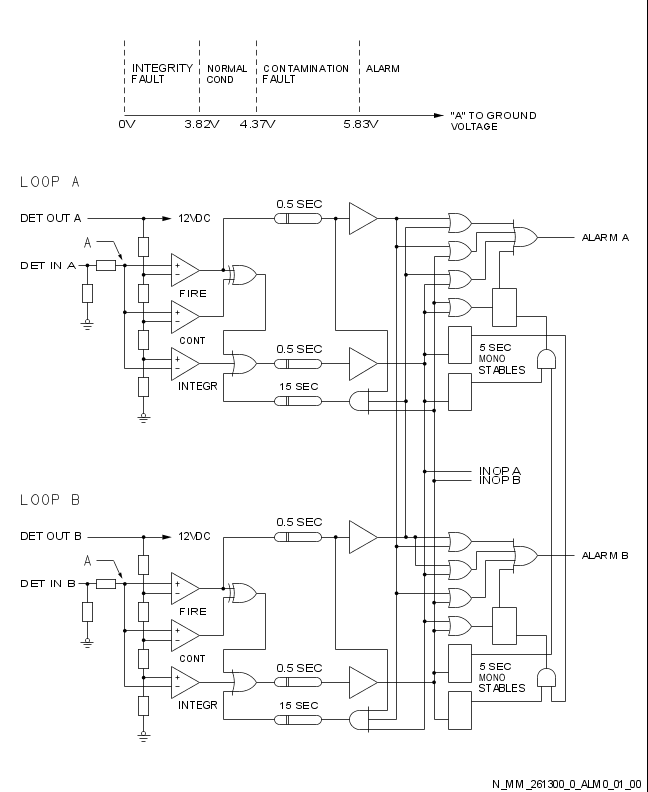 INTEGRITY FAULT
NORMAL COND
CONTAMINATION FAULT
ALARM
0V
3.82V
4.37V
5.83V
"A" TO GROUND VOLTAGE
LOOP A
DET OUT A
12VDC
0.5 SEC
A
DET IN A
FIRE
CONT
INTEGR
0.5 SEC
15 SEC
ALARM A
5 SEC
MONO
STABLES
INOP A
INOP B
LOOP B
DET OUT B
12VDC
0.5 SEC
A
DET IN B
FIRE
CONT
INTEGR
0.5 SEC
15 SEC
ALARM B
5 SEC
MONO
STABLES
N_MM_261300_0_ALM0_01_00